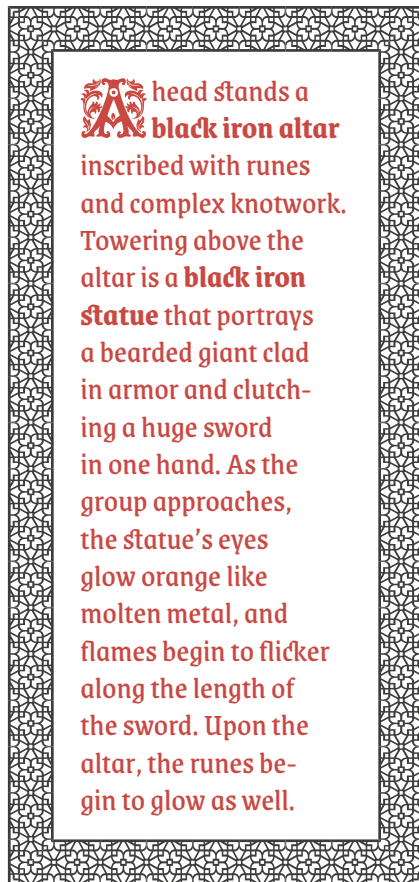 Ahead stands a
black iron altar
inscribed with runes
and complex knotwork.
Towering above the
altar is a black iron
statue that portrays
a bearded giant clad
in armor and clutch-
ing a huge sword
in one hand. As the
group approaches,
the statue’s eyes
glow orange like
molten metal, and
flames begin to flicker
along the length of
the sword. Upon the
altar, the runes be-
gin to glow as well.